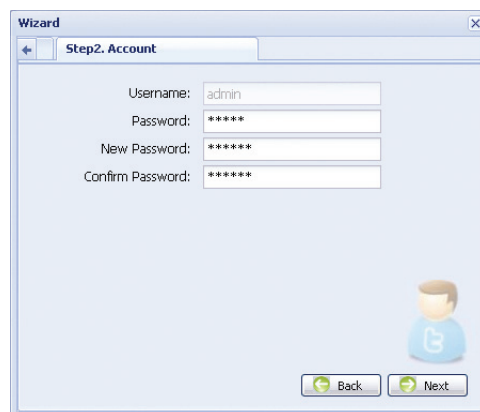 Wizard
Step2. Account
Username: admin
Password: *****
New Password: ******
Confirm Password: ******
t
Back Next